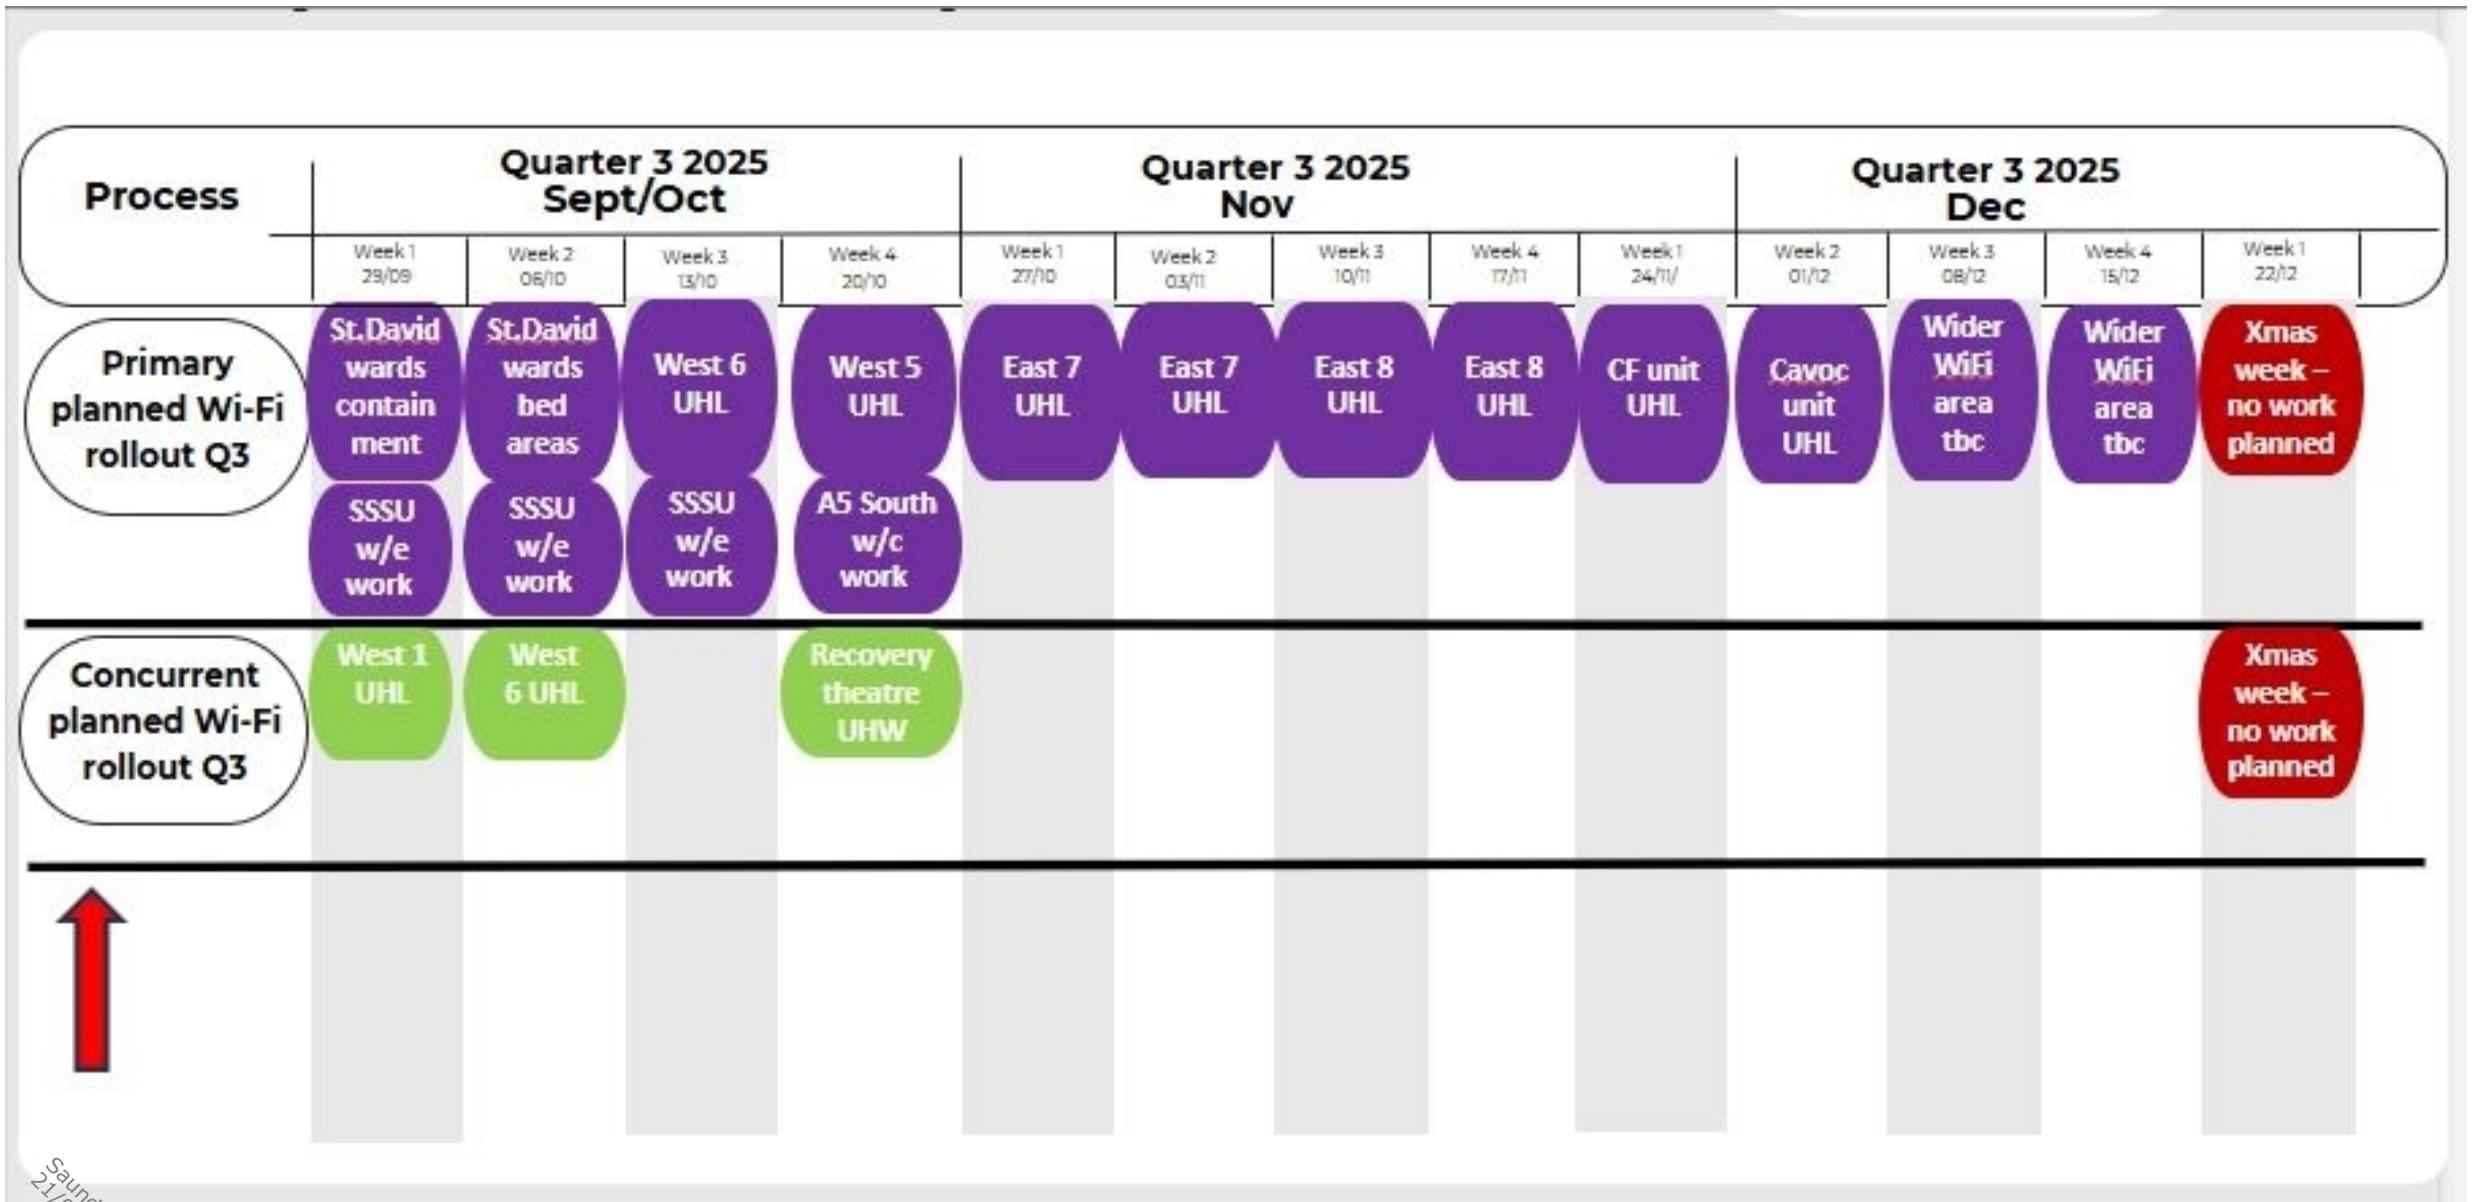 Process
Quarter 3 2025
Sept/Oct
Quarter 3 2025
Nov
Quarter 3 2025
Dec
Week 1
29/09
Week 2
06/10
Week 3
13/10
Week 4
20/10
Week 1
27/10
Week 2
03/11
Week 3
10/11
Week 4
17/11
Week 1
24/11/
Week 2
01/12
Week 3
08/12
Week 4
15/12
Week 1
22/12
Primary
planned Wi-Fi
rollout Q3
St.David
wards
contain
ment
St.David
wards
bed
areas
West 6
UHL
West 5
UHL
East 7
UHL
East 7
UHL
East 8
UHL
East 8
UHL
CF unit
UHL
Cavoc
unit
UHL
Wider
WiFi
area
tbc
Wider
WiFi
area
tbc
Xmas
week –
no work
planned
SSSU
w/e
work
SSSU
w/e
work
SSSU
w/e
work
A5 South
w/c
work
Concurrent
planned Wi-Fi
rollout Q3
West 1
UHL
West
6 UHL
Recovery
theatre
UHW
Xmas
week –
no work
planned